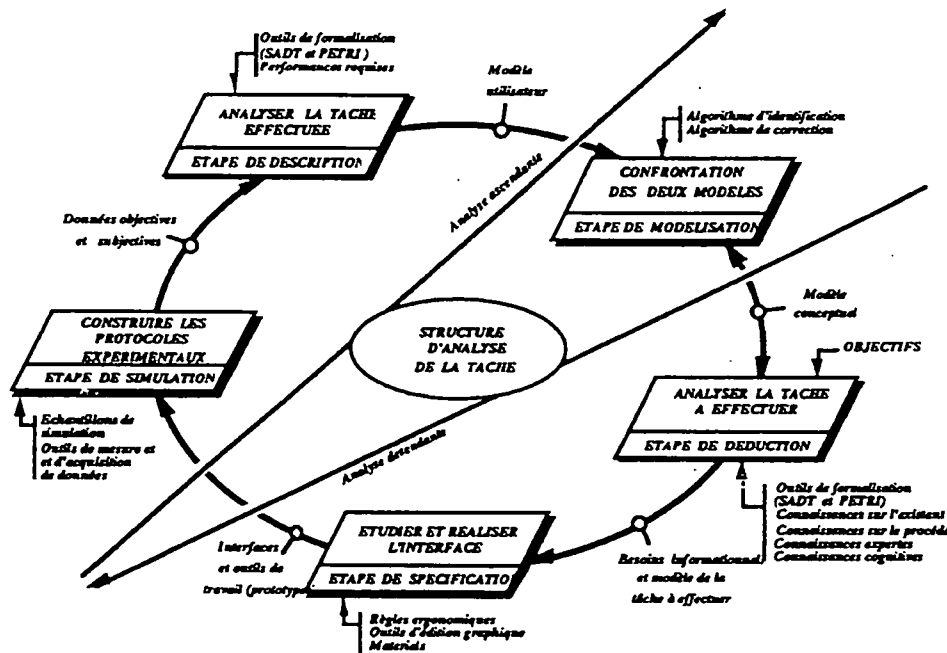 Outils de formalisation
(SADT et PETRI )
Performances requises
ANALYSER LA TACHE
EFFECTUEE
ETAPE DE DESCRIPTION
Modèle
utilisateur
Algorithme d'identification
Algorithme de correction
CONFRONTATION
DES DEUX MODELES
ETAPE DE MODELISATION
Analyse ascendante
Données objectives
et subjectives
CONSTRUIRE LES
PROTOCOLES
EXPERIMENTAUX
ETAPE DE SIMULATION
Echantillons de
simulation
Outils de mesure et
et d'acquisition
de données
STRUCTURE
D'ANALYSE
DE LA TACHE
Modèle
conceptuel
OBJECTIFS
ANALYSER LA TACHE
A EFFECTUER
ETAPE DE DEDUCTION
Outils de formalisation
(SADT et PETRI)
Connaissances sur l'existant
Connaissances sur le procédé
Connaissances expertes
Connaissances cognitives
Analyse descendante
Besoins informationnel
et modèle de la
tâche à effectuer
ETUDIER ET REALISER
L'INTERFACE
ETAPE DE SPECIFICATION
Interfaces
et outils de
travail (prototype
Règles ergonomiques
Outils d'édition graphique
Materiels